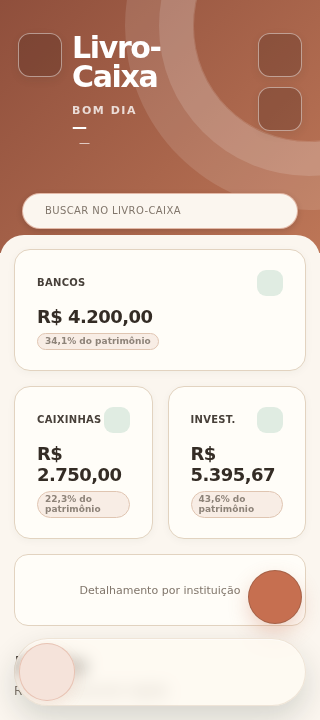 Livro-
Caixa
BOM DIA
—
—
BUSCAR NO LIVRO-CAIXA
BANCOS
R$ 4.200,00
34,1% do patrimônio
CAIXINHAS
R$
2.750,00
22,3% do
patrimônio
INVEST.
R$
5.395,67
43,6% do
patrimônio
Detalhamento por instituição